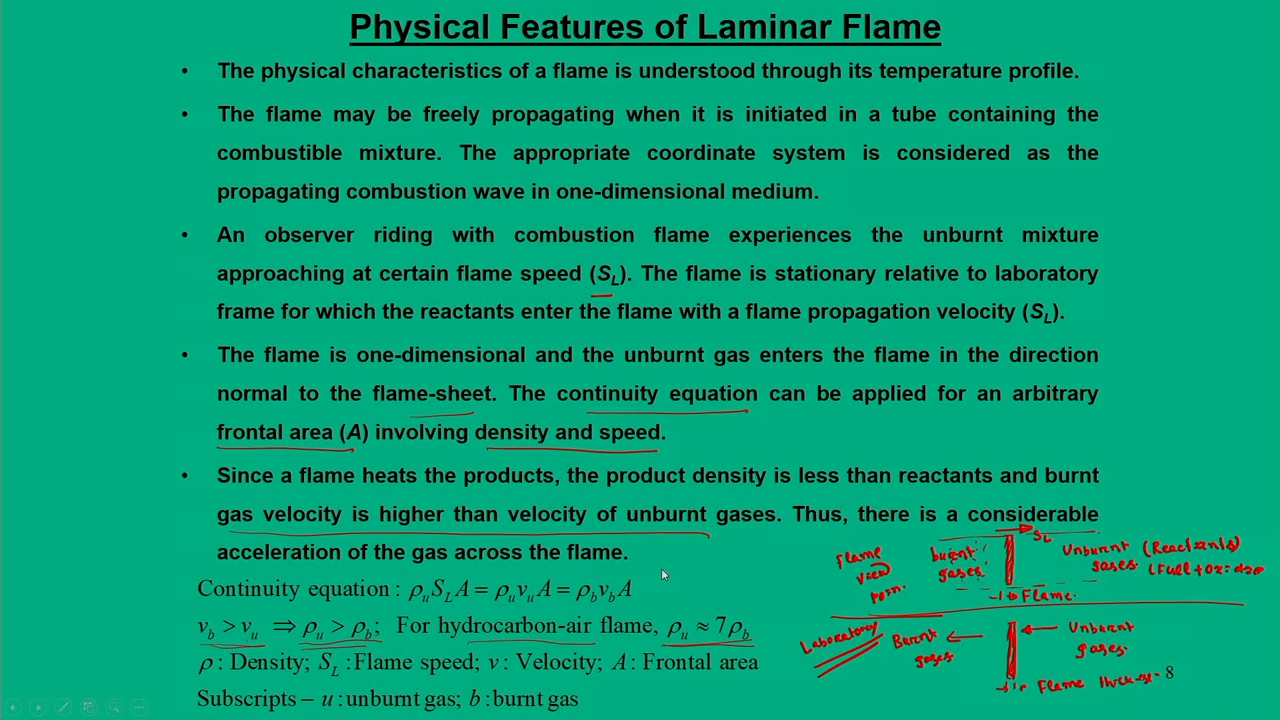 Physical Features of Laminar Flame
• The physical characteristics of a flame is understood through its temperature profile.
• The flame may be freely propagating when it is initiated in a tube containing the
combustible mixture. The appropriate coordinate system is considered as the
propagating combustion wave in one-dimensional medium.
• An observer riding with combustion flame experiences the unburnt mixture
approaching at certain flame speed (S_L). The flame is stationary relative to laboratory
frame for which the reactants enter the flame with a flame propagation velocity (S_L).
• The flame is one-dimensional and the unburnt gas enters the flame in the direction
normal to the flame-sheet. The continuity equation can be applied for an arbitrary
frontal area (A) involving density and speed.
• Since a flame heats the products, the product density is less than reactants and burnt
gas velocity is higher than velocity of unburnt gases. Thus, there is a considerable
acceleration of the gas across the flame.
Continuity equation : ρ_u S_L A = ρ_u v_u A = ρ_b v_b A
v_b > v_u ⇒ ρ_u > ρ_b; For hydrocarbon-air flame, ρ_u ≈ 7ρ_b
ρ : Density; S_L : Flame speed; v : Velocity; A : Frontal area
Subscripts – u : unburnt gas; b : burnt gas
S_L
Flame
view
burnt
gases
Unburnt (Reactants)
gases
Flame
Laboratory
Burnt
gases
Unburnt
gases
Flame
8